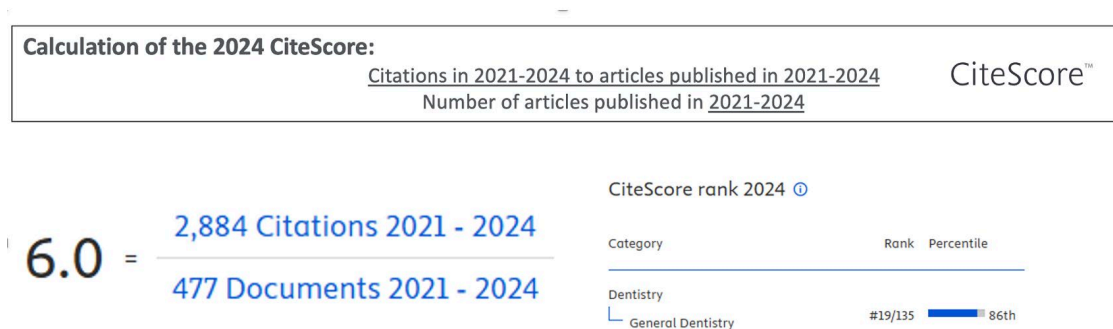 Calculation of the 2024 CiteScore:
Citations in 2021-2024 to articles published in 2021-2024
Number of articles published in 2021-2024
CiteScore™
6.0 =
2,884 Citations 2021 - 2024
477 Documents 2021 - 2024
CiteScore rank 2024
Category Rank Percentile
Dentistry
General Dentistry #19/135 86th